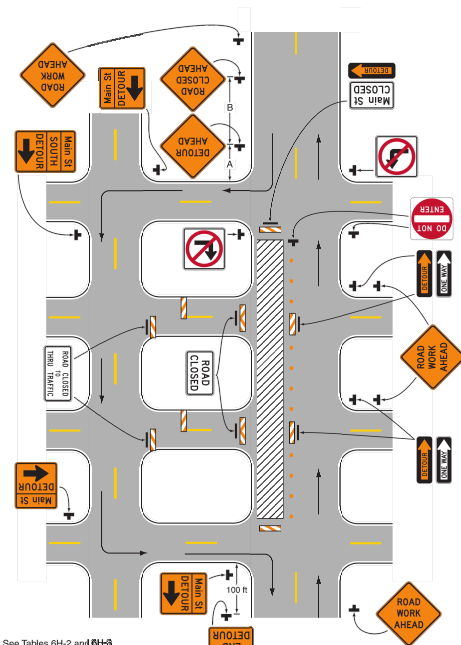 ROAD
WORK
AHEAD
Main St
DETOUR
ROAD
CLOSED
AHEAD
DETOUR
Main St
CLOSED
B
DETOUR
AHEAD
A
Main St
SOUTH
DETOUR
DO NOT
ENTER
DETOUR
ONE WAY
ROAD
WORK
AHEAD
ROAD CLOSED
TO
THRU TRAFFIC
ROAD
CLOSED
DETOUR
ONE WAY
Main St
DETOUR
Main St
DETOUR
100 ft
ROAD
WORK
AHEAD
END
DETOUR
See Tables 6H-2 and